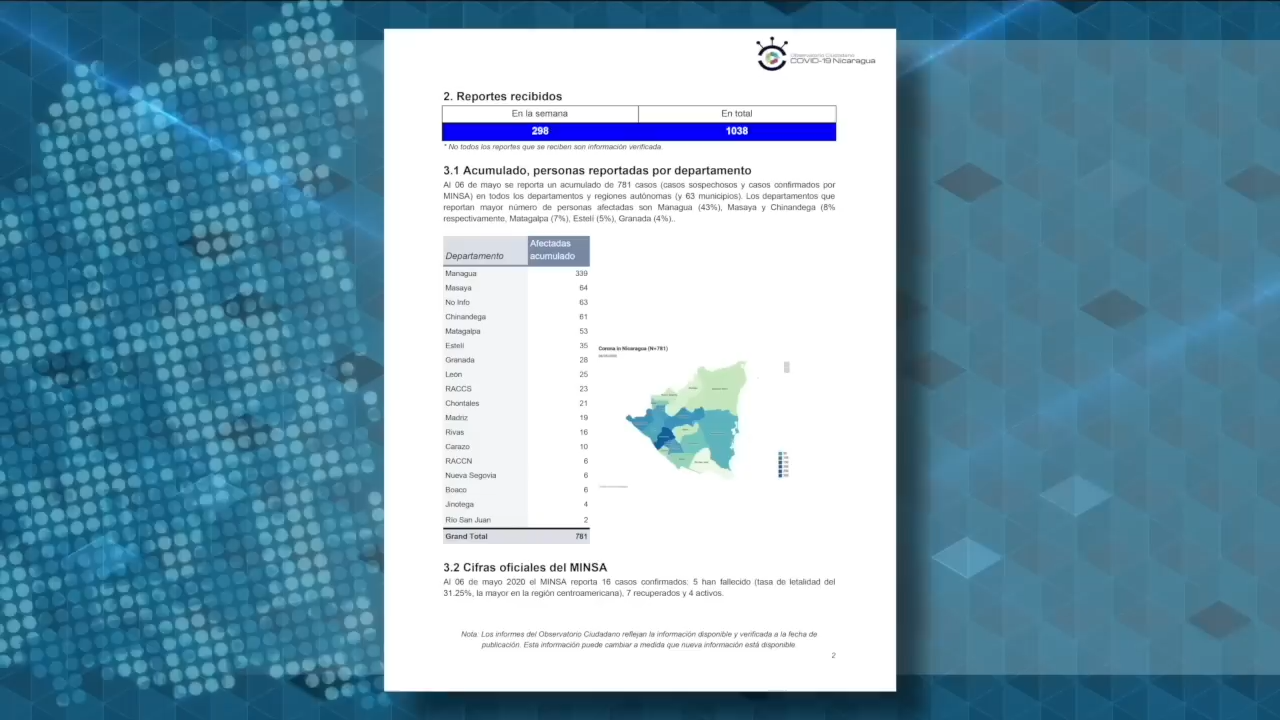 Observatorio Ciudadano
COVID-19 Nicaragua
2. Reportes recibidos
En la semana En total
298 1038
* No todos los reportes que se reciben son información verificada.
3.1 Acumulado, personas reportadas por departamento
Al 06 de mayo se reporta un acumulado de 781 casos (casos sospechosos y casos confirmados por
MINSA) en todos los departamentos y regiones autónomas (y 63 municipios). Los departamentos que
reportan mayor número de personas afectadas son Managua (43%), Masaya y Chinandega (8%
respectivamente, Matagalpa (7%), Estelí (5%), Granada (4%)..
Departamento Afectadas acumulado
Managua 339
Masaya 64
No Info 63
Chinandega 61
Matagalpa 53
Estelí 35
Granada 28
León 25
RACCS 23
Chontales 21
Madriz 19
Rivas 16
Carazo 10
RACCN 6
Nueva Segovia 6
Boaco 6
Jinotega 4
Río San Juan 2
Grand Total 781
Corona in Nicaragua (N=781)
3.2 Cifras oficiales del MINSA
Al 06 de mayo 2020 el MINSA reporta 16 casos confirmados: 5 han fallecido (tasa de letalidad del
31.25%, la mayor en la región centroamericana), 7 recuperados y 4 activos.
Nota: Los informes del Observatorio Ciudadano reflejan la información disponible y verificada a la fecha de
publicación. Esta información puede cambiar a medida que nueva información está disponible.
2